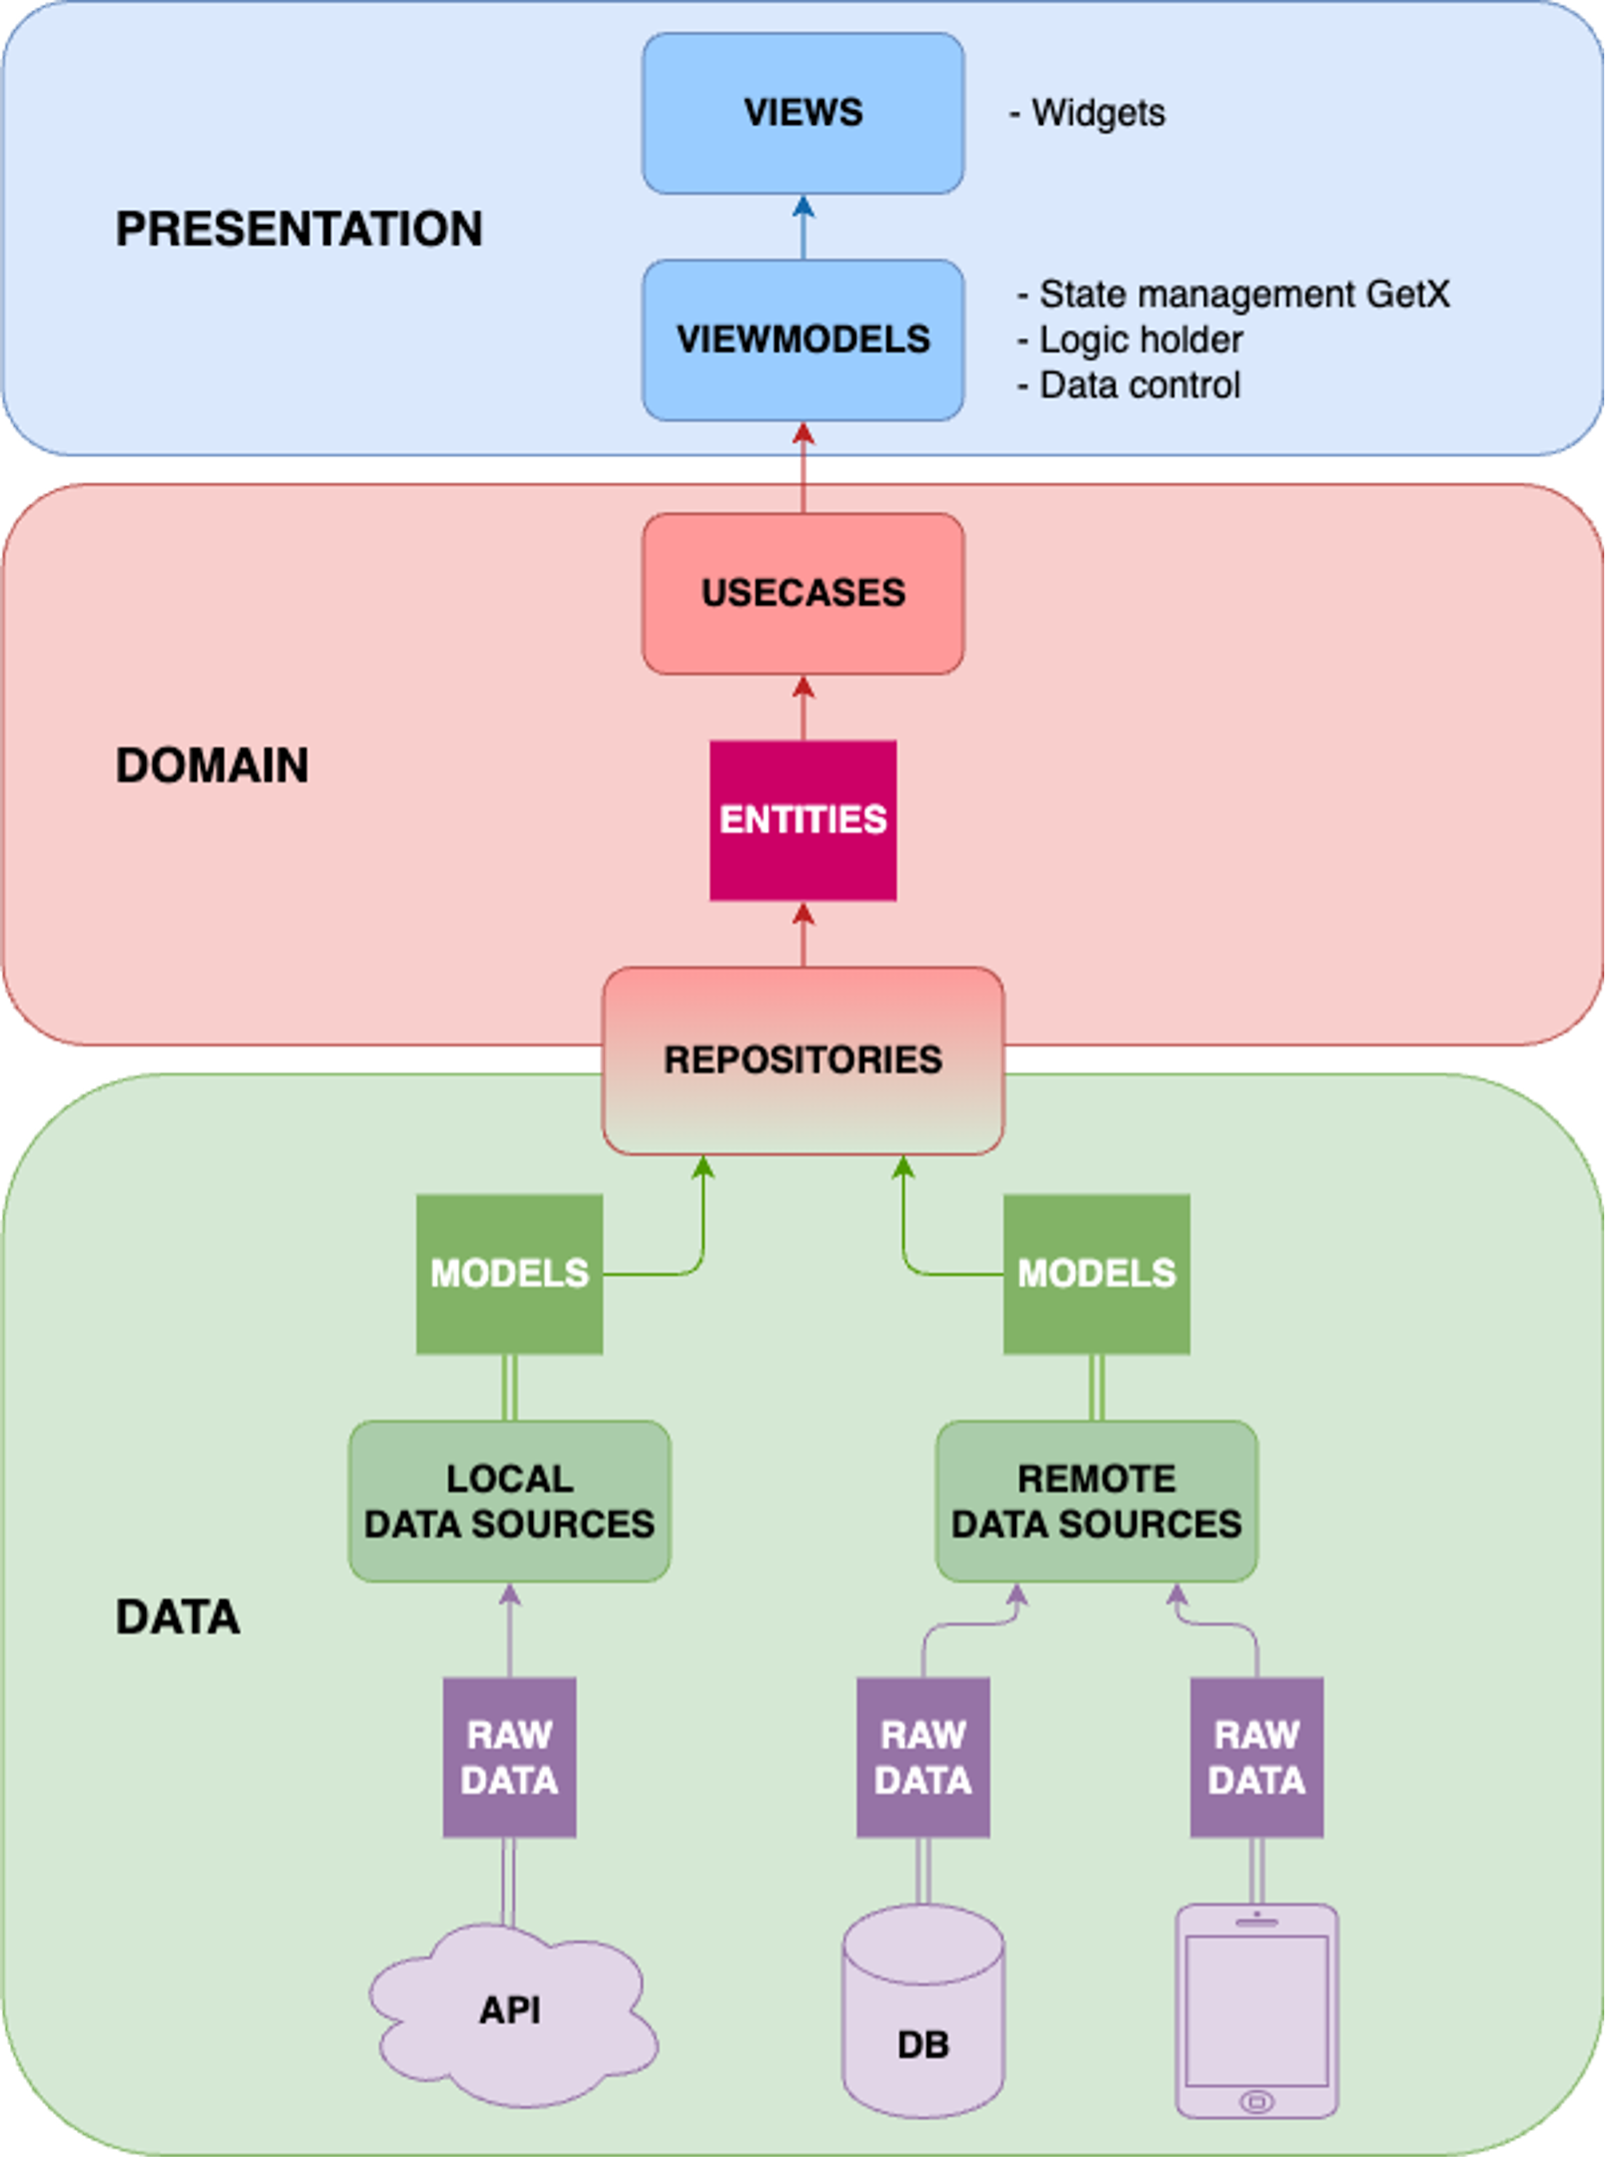 VIEWS
- Widgets
PRESENTATION
VIEWMODELS
- State management GetX
- Logic holder
- Data control
USECASES
DOMAIN
ENTITIES
REPOSITORIES
MODELS
MODELS
LOCAL
DATA SOURCES
REMOTE
DATA SOURCES
DATA
RAW
DATA
RAW
DATA
RAW
DATA
API
DB